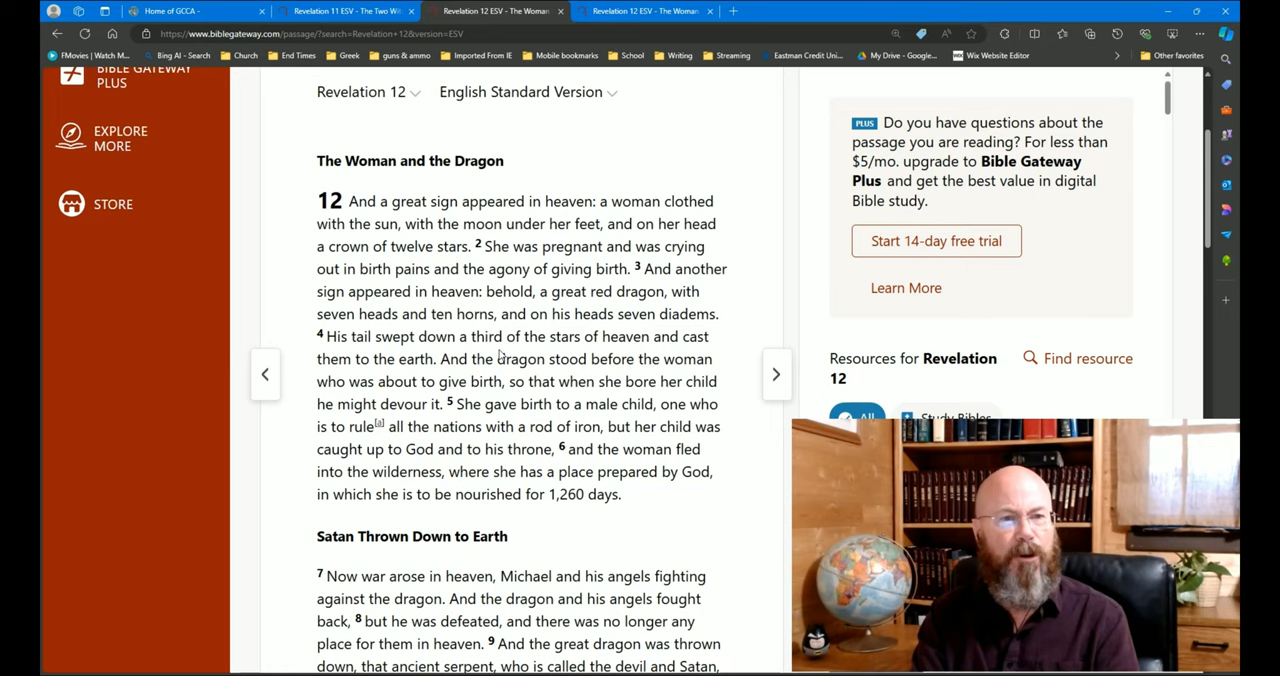 Home of GCCA -
Revelation 11 ESV - The Two Wit
Revelation 12 ESV - The Woman
Revelation 12 ESV - The Woman
https://www.biblegateway.com/passage/?search=Revelation+12&version=ESV
FMovies | Watch M...
Bing AI - Search
Church
End Times
Greek
guns & ammo
Imported From IE
Mobile bookmarks
School
Writing
Streaming
Eastman Credit Uni...
My Drive - Google...
WiX Wix Website Editor
Other favorites
BIBLE GATEWAY
PLUS
EXPLORE
MORE
STORE
Revelation 12
English Standard Version
The Woman and the Dragon
12 And a great sign appeared in heaven: a woman clothed
with the sun, with the moon under her feet, and on her head
a crown of twelve stars. 2 She was pregnant and was crying
out in birth pains and the agony of giving birth. 3 And another
sign appeared in heaven: behold, a great red dragon, with
seven heads and ten horns, and on his heads seven diadems.
4 His tail swept down a third of the stars of heaven and cast
them to the earth. And the dragon stood before the woman
who was about to give birth, so that when she bore her child
he might devour it. 5 She gave birth to a male child, one who
is to rule[a] all the nations with a rod of iron, but her child was
caught up to God and to his throne, 6 and the woman fled
into the wilderness, where she has a place prepared by God,
in which she is to be nourished for 1,260 days.
Satan Thrown Down to Earth
7 Now war arose in heaven, Michael and his angels fighting
against the dragon. And the dragon and his angels fought
back, 8 but he was defeated, and there was no longer any
place for them in heaven. 9 And the great dragon was thrown
down, that ancient serpent, who is called the devil and Satan,
PLUS Do you have questions about the
passage you are reading? For less than
$5/mo. upgrade to Bible Gateway
Plus and get the best value in digital
Bible study.
Start 14-day free trial
Learn More
Resources for Revelation
12
Find resource
All
Study Bibles